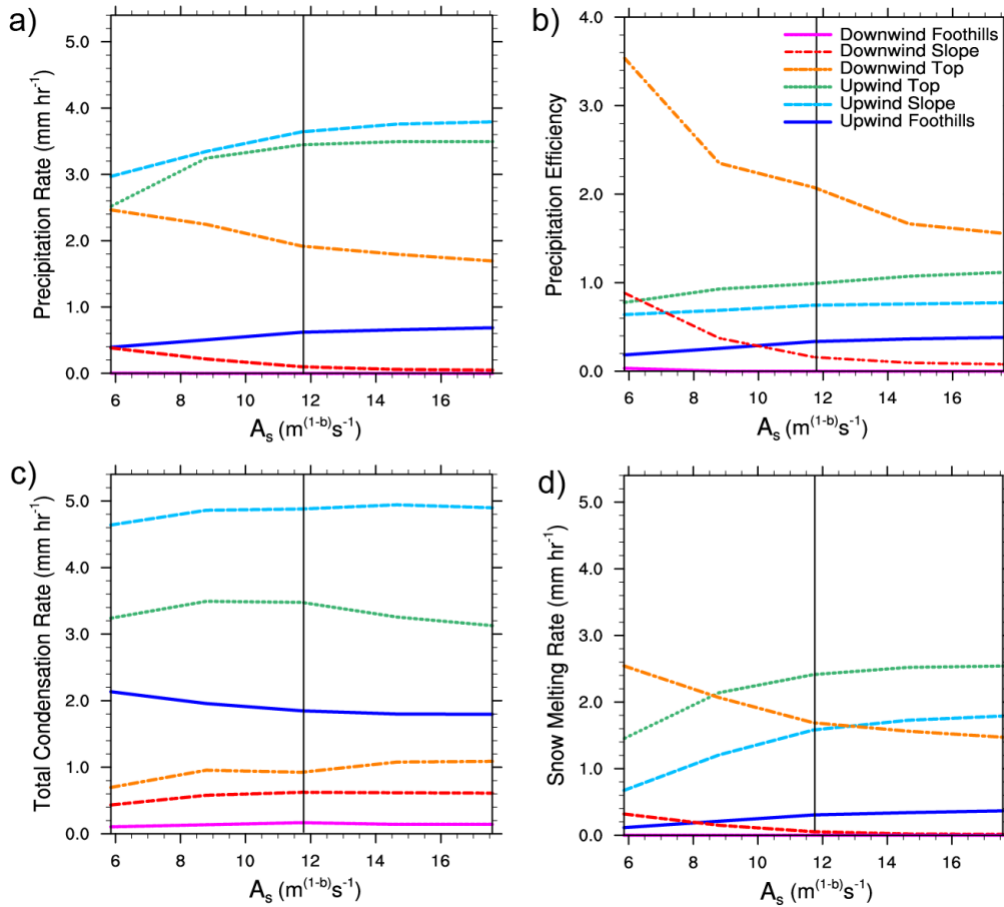 a)
Precipitation Rate (mm hr⁻¹)
5.0
4.0
3.0
2.0
1.0
0.0
6 8 10 12 14 16
Aₛ (m⁽¹⁻ᵇ⁾s⁻¹)
b)
Precipitation Efficiency
4.0
3.0
2.0
1.0
0.0
6 8 10 12 14 16
Aₛ (m⁽¹⁻ᵇ⁾s⁻¹)
Downwind Foothills
Downwind Slope
Downwind Top
Upwind Top
Upwind Slope
Upwind Foothills
c)
Total Condensation Rate (mm hr⁻¹)
5.0
4.0
3.0
2.0
1.0
0.0
6 8 10 12 14 16
Aₛ (m⁽¹⁻ᵇ⁾s⁻¹)
d)
Snow Melting Rate (mm hr⁻¹)
5.0
4.0
3.0
2.0
1.0
0.0
6 8 10 12 14 16
Aₛ (m⁽¹⁻ᵇ⁾s⁻¹)